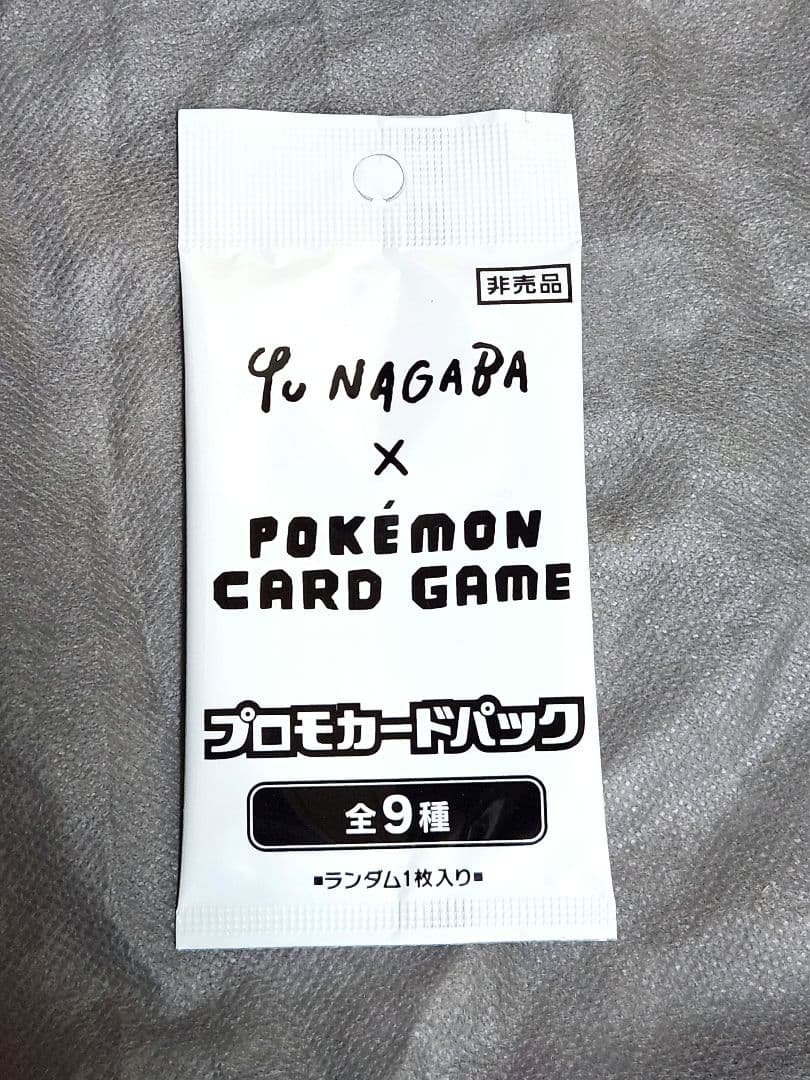 非売品
Yu NAGABA
×
POKÉMON
CARD GAME
プロモカードパック
全9種
■ランダム1枚入り■